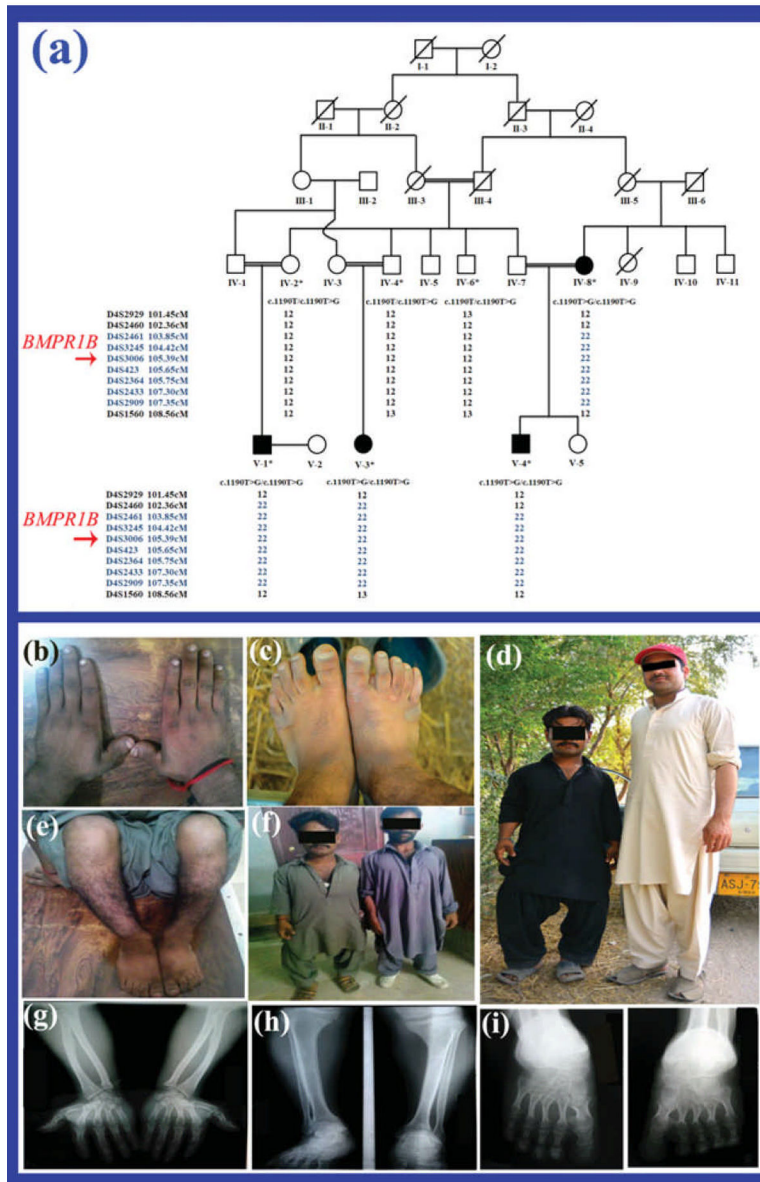 (a)
I-1 I-2
II-1 II-2 II-3 II-4
III-1 III-2 III-3 III-4 III-5 III-6
IV-1 IV-2* IV-3 IV-4* IV-5 IV-6* IV-7 IV-8* IV-9 IV-10 IV-11
c.1190T/c.1190T>G c.1190T/c.1190T>G c.1190T/c.1190T>G c.1190T>G/c.1190T>G
D4S2929 101.45cM 12 12 13 12
D4S2460 102.36cM 12 12 12 12
D4S2461 103.85cM 12 12 12 22
D4S3245 104.42cM 12 12 12 22
BMPR1B → D4S3006 105.39cM 12 12 12 22
D4S423 105.65cM 12 12 12 22
D4S2364 105.75cM 12 12 12 22
D4S2433 107.30cM 12 12 12 22
D4S2909 107.35cM 12 12 12 22
D4S1560 108.56cM 12 13 13 12
V-1* V-2 V-3* V-4* V-5
c.1190T>G/c.1190T>G c.1190T>G/c.1190T>G c.1190T>G/c.1190T>G
D4S2929 101.45cM 12 12 12
D4S2460 102.36cM 22 22 12
D4S2461 103.85cM 22 22 22
D4S3245 104.42cM 22 22 22
BMPR1B → D4S3006 105.39cM 22 22 22
D4S423 105.65cM 22 22 22
D4S2364 105.75cM 22 22 22
D4S2433 107.30cM 22 22 22
D4S2909 107.35cM 22 22 22
D4S1560 108.56cM 12 13 12
(b) (c) (d)
ASJ-79
(e) (f)
(g) (h) (i)